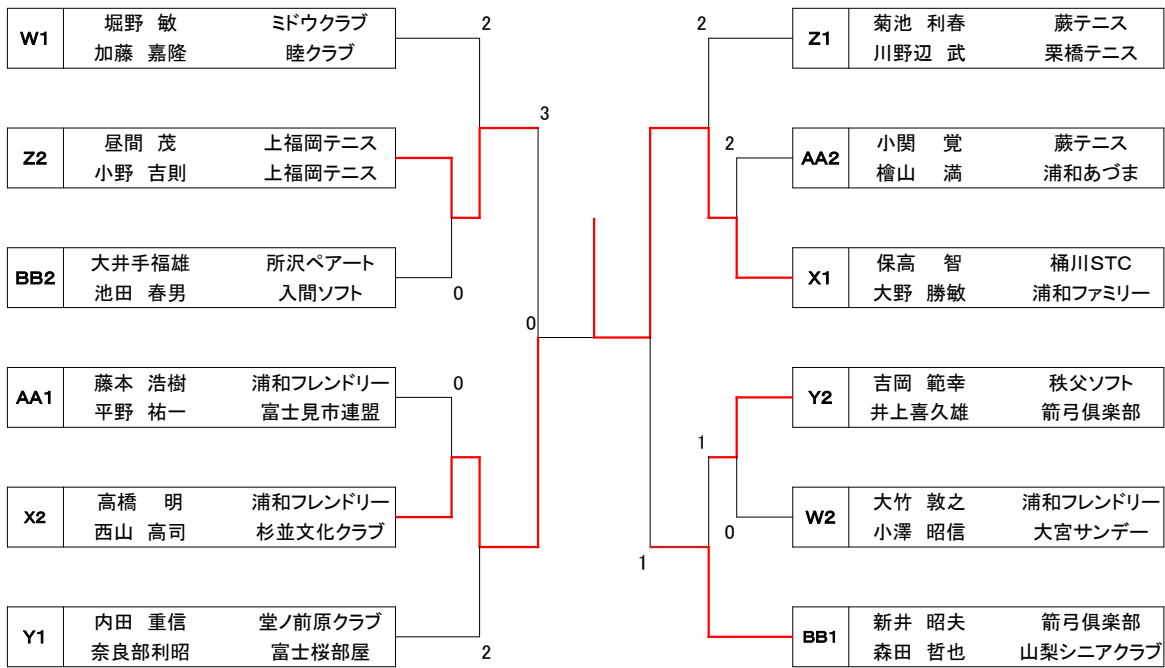 W1 堀野 敏 ミドウクラブ
加藤 嘉隆 睦クラブ
2
3
Z2 昼間 茂 上福岡テニス
小野 吉則 上福岡テニス
BB2 大井手福雄 所沢ペアート
池田 春男 入間ソフト
0
0
AA1 藤本 浩樹 浦和フレンドリー
平野 祐一 富士見市連盟
0
X2 高橋 明 浦和フレンドリー
西山 高司 杉並文化クラブ
Y1 内田 重信 堂ノ前原クラブ
奈良部利昭 富士桜部屋
2
2
Z1 菊池 利春 蕨テニス
川野辺 武 栗橋テニス
2
AA2 小関 覚 蕨テニス
檜山 満 浦和あづま
X1 保高 智 桶川STC
大野 勝敏 浦和ファミリー
Y2 吉岡 範幸 秩父ソフト
井上喜久雄 箭弓倶楽部
1
W2 大竹 敦之 浦和フレンドリー
小澤 昭信 大宮サンデー
0
1
BB1 新井 昭夫 箭弓倶楽部
森田 哲也 山梨シニアクラブ